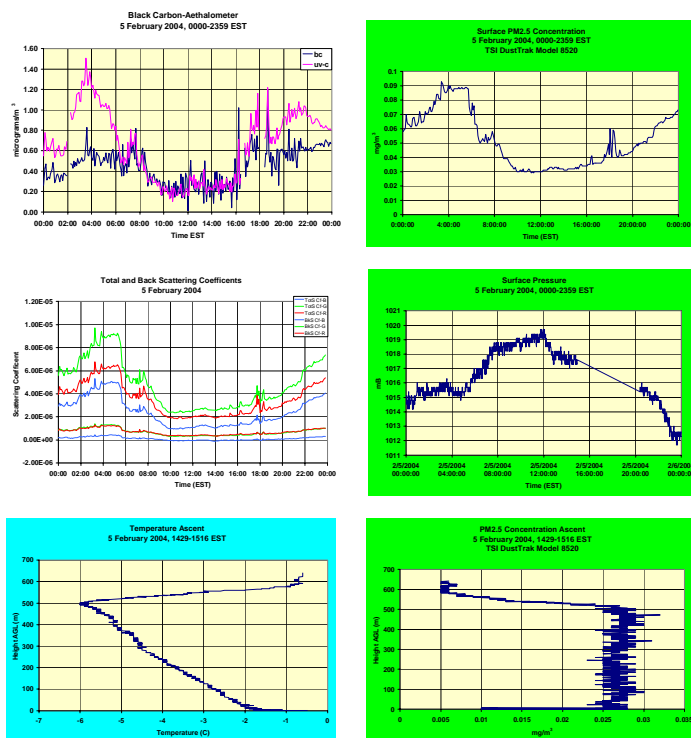 Black Carbon-Aethalometer
5 February 2004, 0000-2359 EST
1.60
1.40
1.20
1.00
0.80
0.60
0.40
0.20
0.00
micrograms/m³
bc
uv-c
00:00 02:00 04:00 06:00 08:00 10:00 12:00 14:00 16:00 18:00 20:00 22:00 00:00
Time EST
Surface PM2.5 Concentration
5 February 2004, 0000-2359 EST
TSI DustTrak Model 8520
0.1
0.09
0.08
0.07
0.06
0.05
0.04
0.03
0.02
0.01
0
mg/m³
0:00:00 4:00:00 8:00:00 12:00:00 16:00:00 20:00:00 0:00:00
Time (EST)
Total and Back Scattering Coefficents
5 February 2004
1.20E-05
1.00E-05
8.00E-06
6.00E-06
4.00E-06
2.00E-06
0.00E+00
-2.00E-06
Scattering Coefficent
TotSCf-B
TotSCf-G
TotSCf-R
BkSCf-B
BkSCf-G
BkSCf-R
00:00 02:00 04:00 06:00 08:00 10:00 12:00 14:00 16:00 18:00 20:00 22:00 00:00
Time (EST)
Surface Pressure
5 February 2004, 0000-2359 EST
1021
1020
1019
1018
1017
1016
1015
1014
1013
1012
1011
mB
2/5/2004 2/5/2004 2/5/2004 2/5/2004 2/5/2004 2/5/2004 2/6/200
00:00:00 04:00:00 08:00:00 12:00:00 16:00:00 20:00:00 00:00:0
Time (EST)
Temperature Ascent
5 February 2004, 1429-1516 EST
700
600
500
400
300
200
100
0
Height AGL (m)
-7 -6 -5 -4 -3 -2 -1 0
Temperature (C)
PM2.5 Concentration Ascent
5 February 2004, 1429-1516 EST
TSI DustTrak Model 8520
700
600
500
400
300
200
100
0
Height AGL (m)
0 0.005 0.01 0.015 0.02 0.025 0.03 0.035
mg/m³